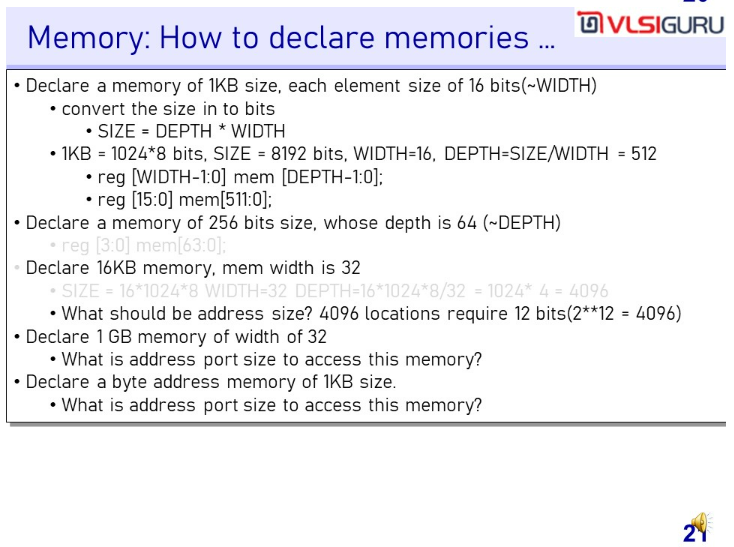 VLSIGURU
Memory: How to declare memories ...
• Declare a memory of 1KB size, each element size of 16 bits(~WIDTH)
• convert the size in to bits
• SIZE = DEPTH * WIDTH
• 1KB = 1024*8 bits, SIZE = 8192 bits, WIDTH=16, DEPTH=SIZE/WIDTH = 512
• reg [WIDTH-1:0] mem [DEPTH-1:0];
• reg [15:0] mem[511:0];
• Declare a memory of 256 bits size, whose depth is 64 (~DEPTH)
• reg [3:0] mem[63:0];
• Declare 16KB memory, mem width is 32
• SIZE = 16*1024*8 WIDTH=32 DEPTH=16*1024*8/32 = 1024* 4 = 4096
• What should be address size? 4096 locations require 12 bits(2**12 = 4096)
• Declare 1 GB memory of width of 32
• What is address port size to access this memory?
• Declare a byte address memory of 1KB size.
• What is address port size to access this memory?
21